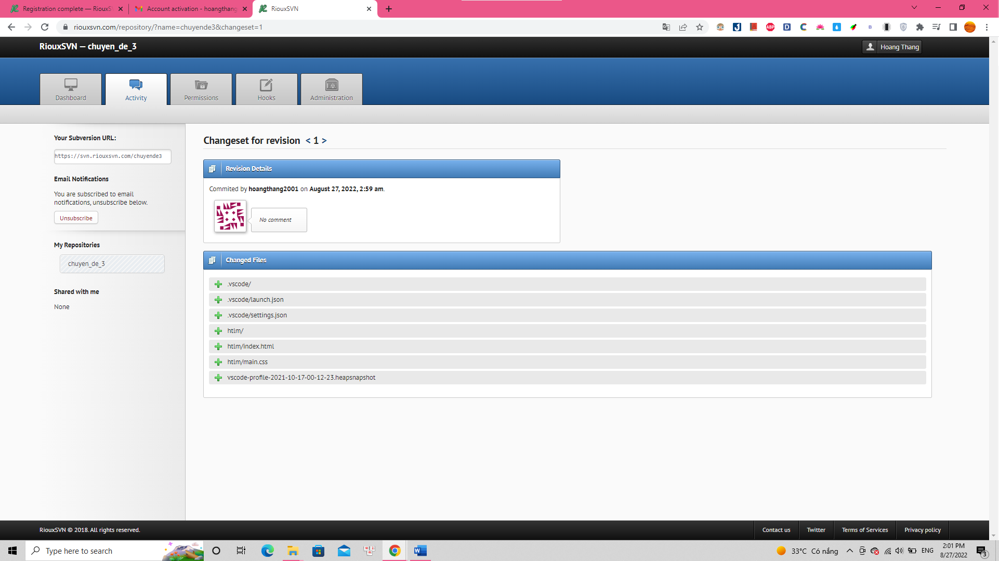 Registration complete — RiouxS
Account activation - hoangthang
RiouxSVN
riouxsvn.com/repository/?name=chuyende3&changeset=1
RiouxSVN — chuyen_de_3
Hoang Thang
Dashboard
Activity
Permissions
Hooks
Administration
Your Subversion URL:
https://svn.riouxsvn.com/chuyende3
Email Notifications
You are subscribed to email
notifications, unsubscribe below.
Unsubscribe
My Repositories
chuyen_de_3
Shared with me
None
Changeset for revision < 1 >
Revision Details
Commited by hoangthang2001 on August 27, 2022, 2:59 am.
No comment
Changed Files
.vscode/
.vscode/launch.json
.vscode/settings.json
htlm/
htlm/index.html
htlm/main.css
vscode-profile-2021-10-17-00-12-23.heapsnapshot
RiouxSVN © 2018. All rights reserved.
Contact us
Twitter
Terms of Services
Privacy policy
Type here to search
33°C Có nắng
ENG
2:01 PM
8/27/2022
3